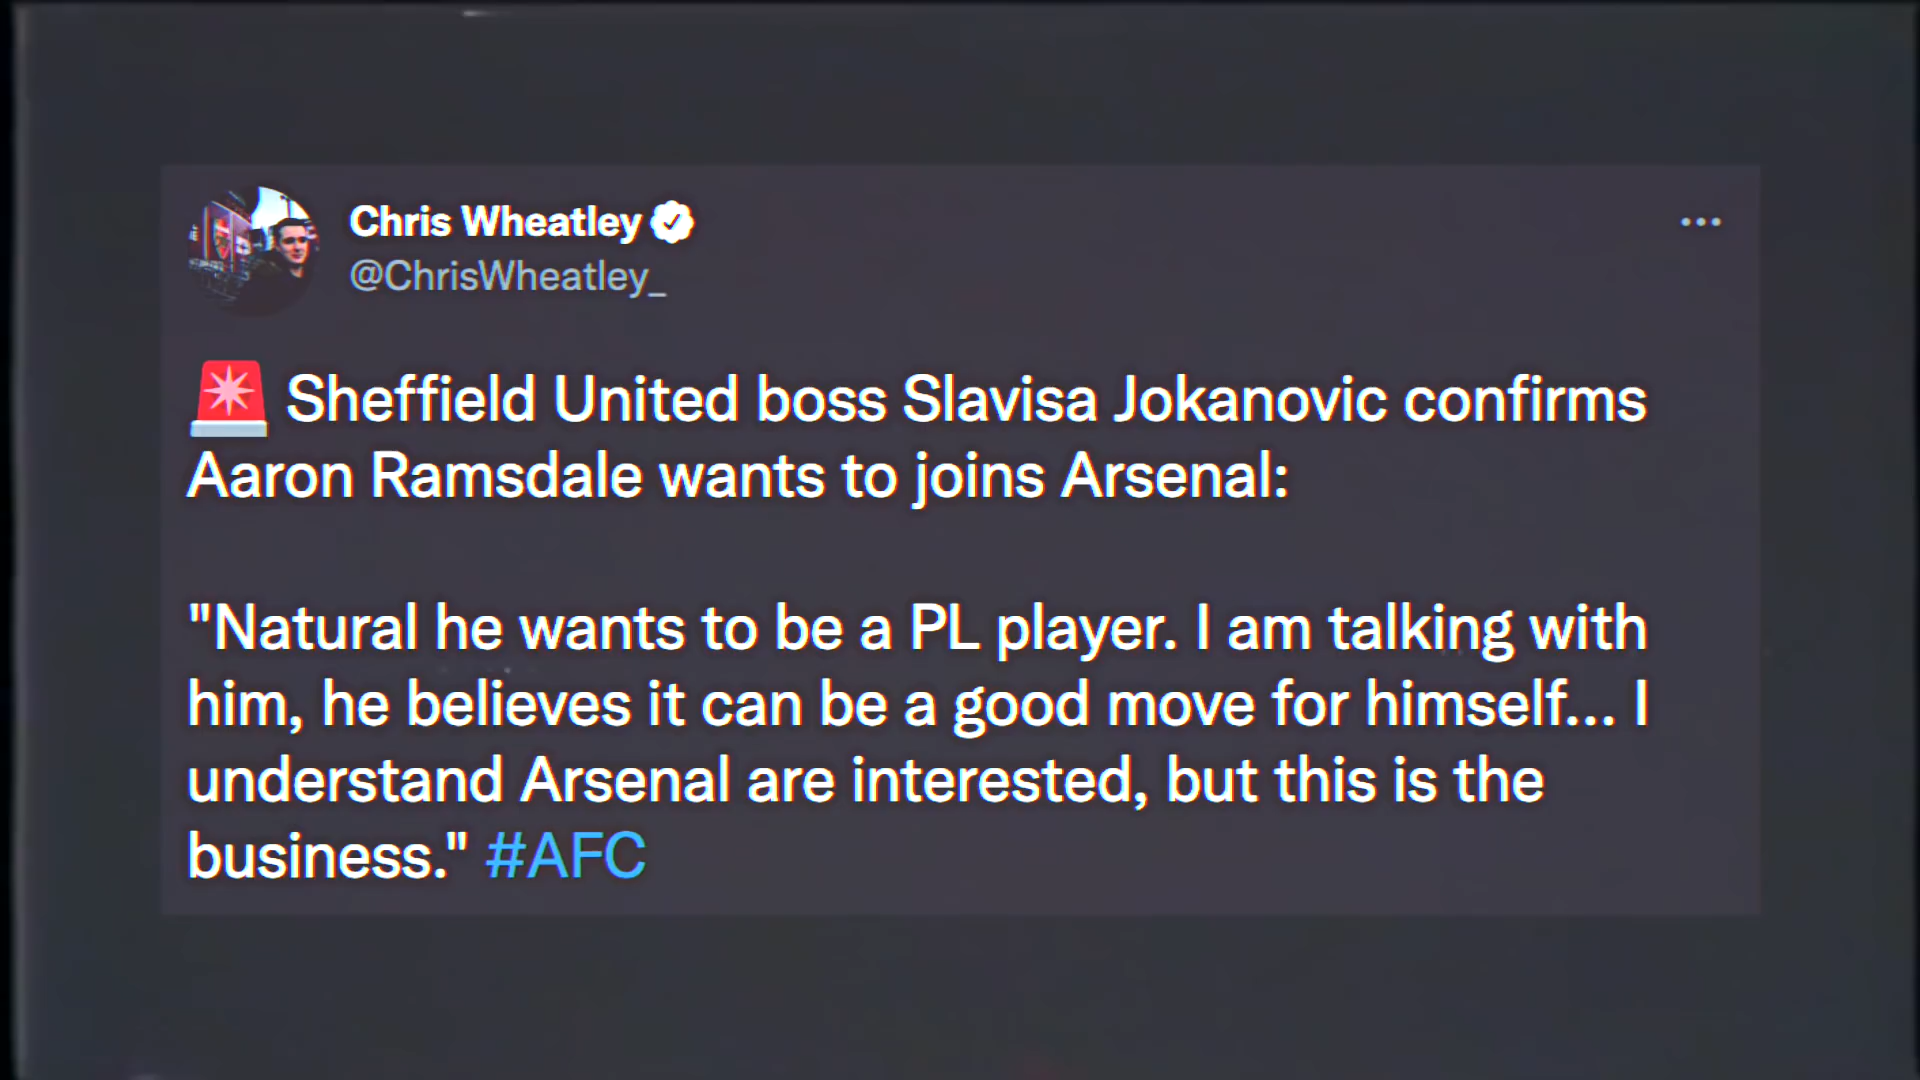 Chris Wheatley
@ChrisWheatley_
🚨 Sheffield United boss Slavisa Jokanovic confirms
Aaron Ramsdale wants to joins Arsenal:
"Natural he wants to be a PL player. I am talking with
him, he believes it can be a good move for himself... I
understand Arsenal are interested, but this is the
business." #AFC